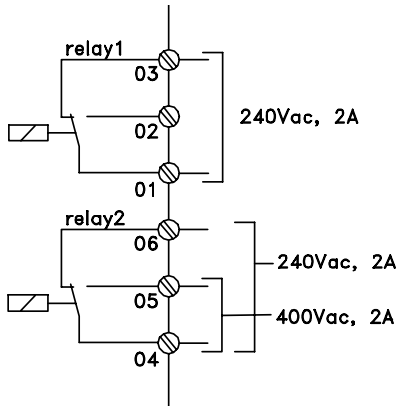 relay1
03
02
240Vac, 2A
01
relay2
06
240Vac, 2A
05
400Vac, 2A
04